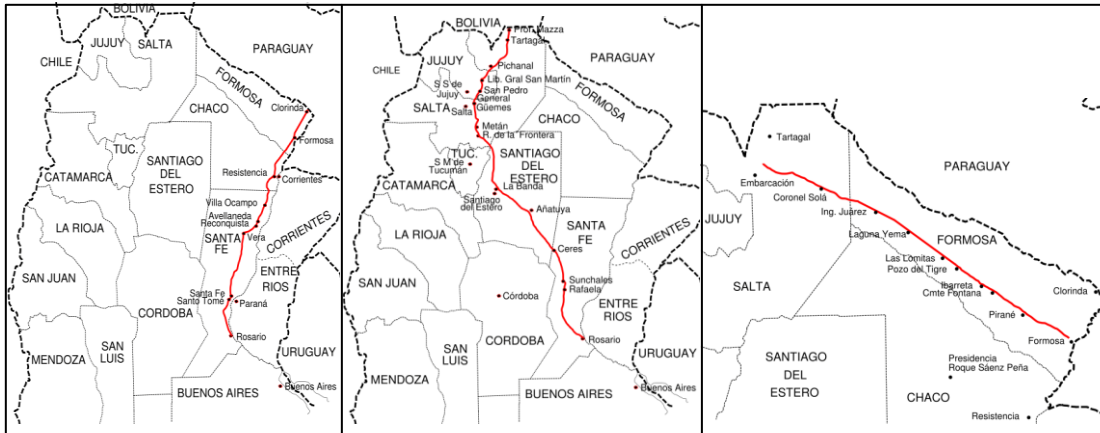 BOLIVIA
JUJUY
SALTA
PARAGUAY
CHILE
FORMOSA
CHACO
Clorinda
Formosa
TUC.
SANTIAGO
DEL
ESTERO
Resistencia
Corrientes
CATAMARCA
Villa Ocampo
Avellaneda
Reconquista
Vera
LA RIOJA
SANTA
FE
CORRIENTES
SAN JUAN
ENTRE
RIOS
Santa Fe
Santo Tomé
Paraná
CORDOBA
Rosario
SAN
LUIS
MENDOZA
URUGUAY
BUENOS AIRES
Buenos Aires
BOLIVIA
Prof. Mazza
Tartagal
JUJUY
PARAGUAY
CHILE
Pichanal
Lib. Gral San Martín
S S de
Jujuy
San Pedro
General
Güemes
FORMOSA
SALTA
Salta
CHACO
Metán
R. de la Frontera
TUC.
S M de
Tucumán
SANTIAGO
DEL
ESTERO
CATAMARCA
La Banda
Santiago
del Estero
Añatuya
LA RIOJA
SANTA
FE
CORRIENTES
Ceres
SAN JUAN
Sunchales
Rafaela
Córdoba
ENTRE
RIOS
CORDOBA
Rosario
SAN
LUIS
MENDOZA
URUGUAY
BUENOS AIRES
Buenos Aires
Tartagal
PARAGUAY
Embarcación
Coronel Solá
JUJUY
Ing. Juárez
Laguna Yema
FORMOSA
Las Lomitas
Pozo del Tigre
SALTA
Ibarreta
Cmte Fontana
Clorinda
Pirané
Formosa
SANTIAGO
DEL
ESTERO
Presidencia
Roque Sáenz Peña
CHACO
Resistencia